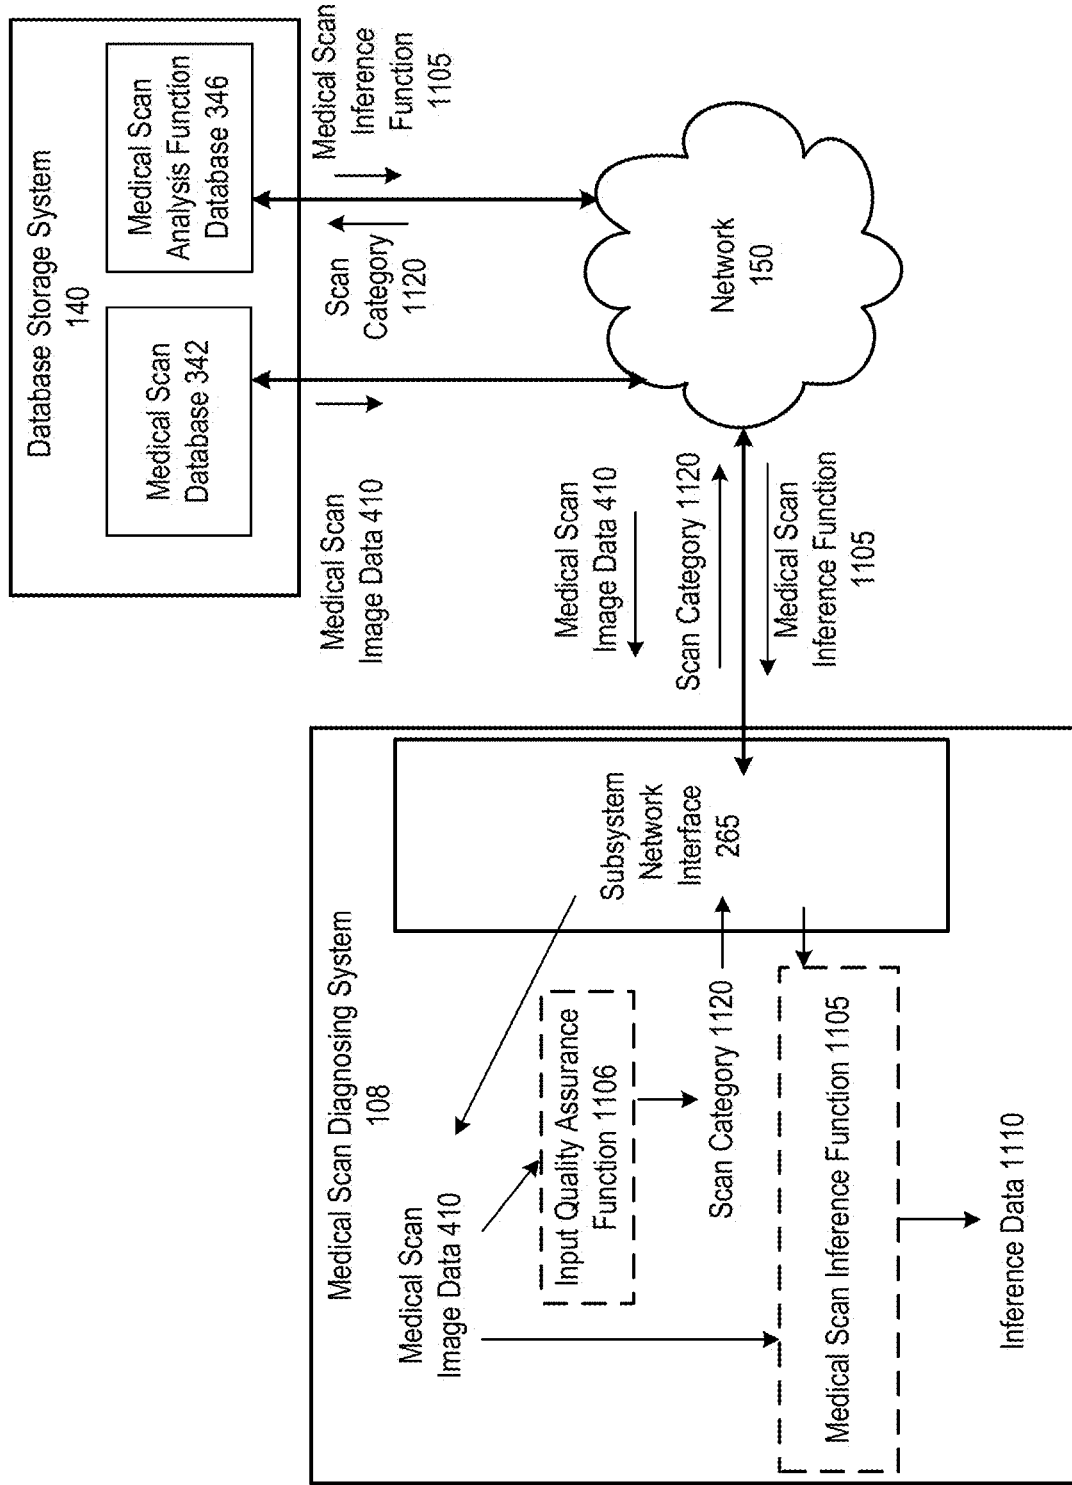 Database Storage System
140
Medical Scan
Database 342
Medical Scan
Analysis Function
Database 346
Medical Scan
Image Data 410
Scan
Category
1120
Medical Scan
Inference
Function
1105
Network
150
Medical Scan
Image Data 410
Scan Category 1120
Medical Scan
Inference Function
1105
Medical Scan Diagnosing System
108
Subsystem
Network
Interface
265
Medical Scan
Image Data 410
Input Quality Assurance
Function 1106
Scan Category 1120
Medical Scan Inference Function 1105
Inference Data 1110